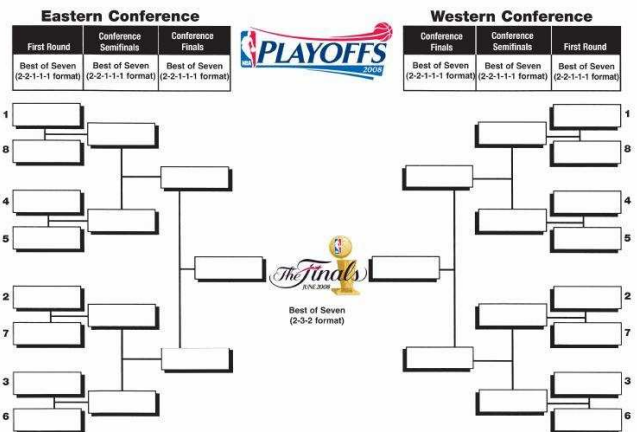 Eastern Conference
First Round
Conference
Semifinals
Conference
Finals
Best of Seven
(2-2-1-1-1 format)
Best of Seven
(2-2-1-1-1 format)
Best of Seven
(2-2-1-1-1 format)
NBA
PLAYOFFS
2008
Western Conference
Conference
Finals
Conference
Semifinals
First Round
Best of Seven
(2-2-1-1-1 format)
Best of Seven
(2-2-1-1-1 format)
Best of Seven
(2-2-1-1-1 format)
1
8
4
5
2
7
3
6
The Finals
JUNE 2008
Best of Seven
(2-3-2 format)
1
8
4
5
2
7
3
6